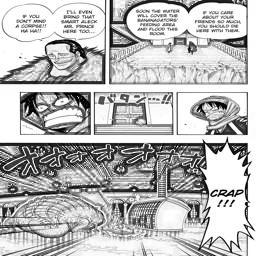 IF YOU CARE
ABOUT YOUR
FRIENDS SO MUCH,
YOU SHOULD DIE
HERE WITH THEM.
SOON THE WATER
WILL COVER THE
BANANAGATORS'
FEEDING AREA
AND FLOOD THIS
ROOM.
I'LL EVEN
BRING THAT
SMART ALECK
MR. PRINCE
HERE TOO...
IF YOU
DON'T MIND
A CORPSE!!
HA HA!!
CRAP
!!!